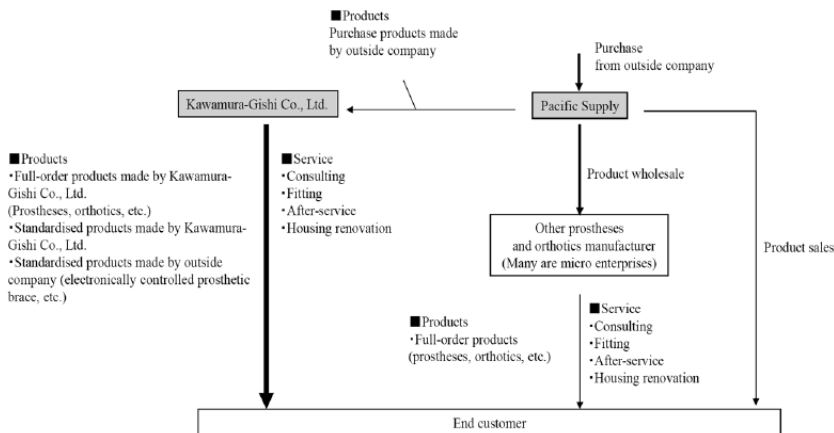 ■Products
Purchase products made
by outside company
Purchase
from outside company
Kawamura-Gishi Co., Ltd.
Pacific Supply
■Products
・Full-order products made by Kawamura-
Gishi Co., Ltd.
(Prostheses, orthotics, etc.)
・Standardised products made by Kawamura-
Gishi Co., Ltd.
・Standardised products made by outside
company (electronically controlled prosthetic
brace, etc.)
■Service
・Consulting
・Fitting
・After-service
・Housing renovation
Product wholesale
Other prostheses
and orthotics manufacturer
(Many are micro enterprises)
Product sales
■Products
・Full-order products
(prostheses, orthotics, etc.)
■Service
・Consulting
・Fitting
・After-service
・Housing renovation
End customer